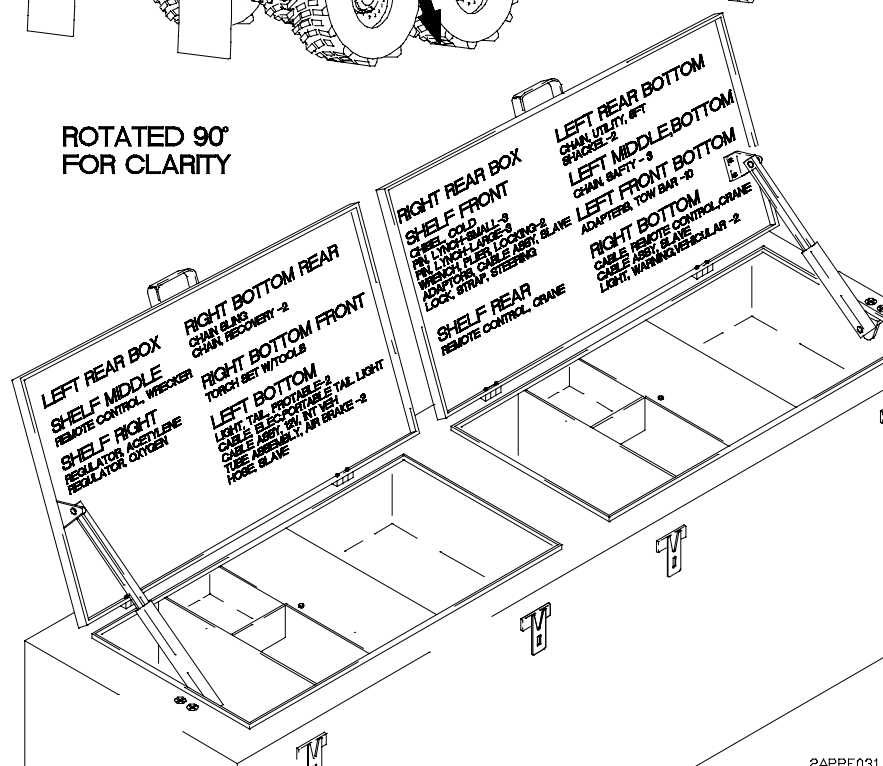 ROTATED 90°
FOR CLARITY
LEFT REAR BOX
SHELF MIDDLE
REMOTE CONTROL, WRECKER
SHELF RIGHT
REGULATOR, ACETYLENE
REGULATOR, OXYGEN
RIGHT BOTTOM REAR
CHAIN SLING
CHAIN, RECOVERY -2
RIGHT BOTTOM FRONT
TORCH SET W/TOOLS
LEFT BOTTOM
LIGHT, TAIL, PROTABLE-2
CABLE ELEC-PORTABLE TAIL LIGHT
CABLE ASSY, 12V, INT VEH
TUBE ASSEMBLY, AIR BRAKE -2
HOSE, SLAVE
RIGHT REAR BOX
SHELF FRONT
CHISEL, COLD
PIN, LYNCH-SMALL-3
PIN, LYNCH-LARGE-3
WRENCH, PLIER, LOCKING-2
ADAPTORS, CABLE ASSY, SLAVE
LOCK, STRAP, STEERING
SHELF REAR
REMOTE CONTROL, CRANE
LEFT REAR BOTTOM
CHAIN, UTILITY, 8FT
SHACKEL-2
LEFT MIDDLE,BOTTOM
CHAIN, SAFTY - 3
LEFT FRONT BOTTOM
ADAPTERS, TOW BAR -10
RIGHT BOTTOM
CABLE, REMOTE CONTROL,CRANE
CABLE ASSY, SLAVE
LIGHT, WARNING,VEHICULAR -2